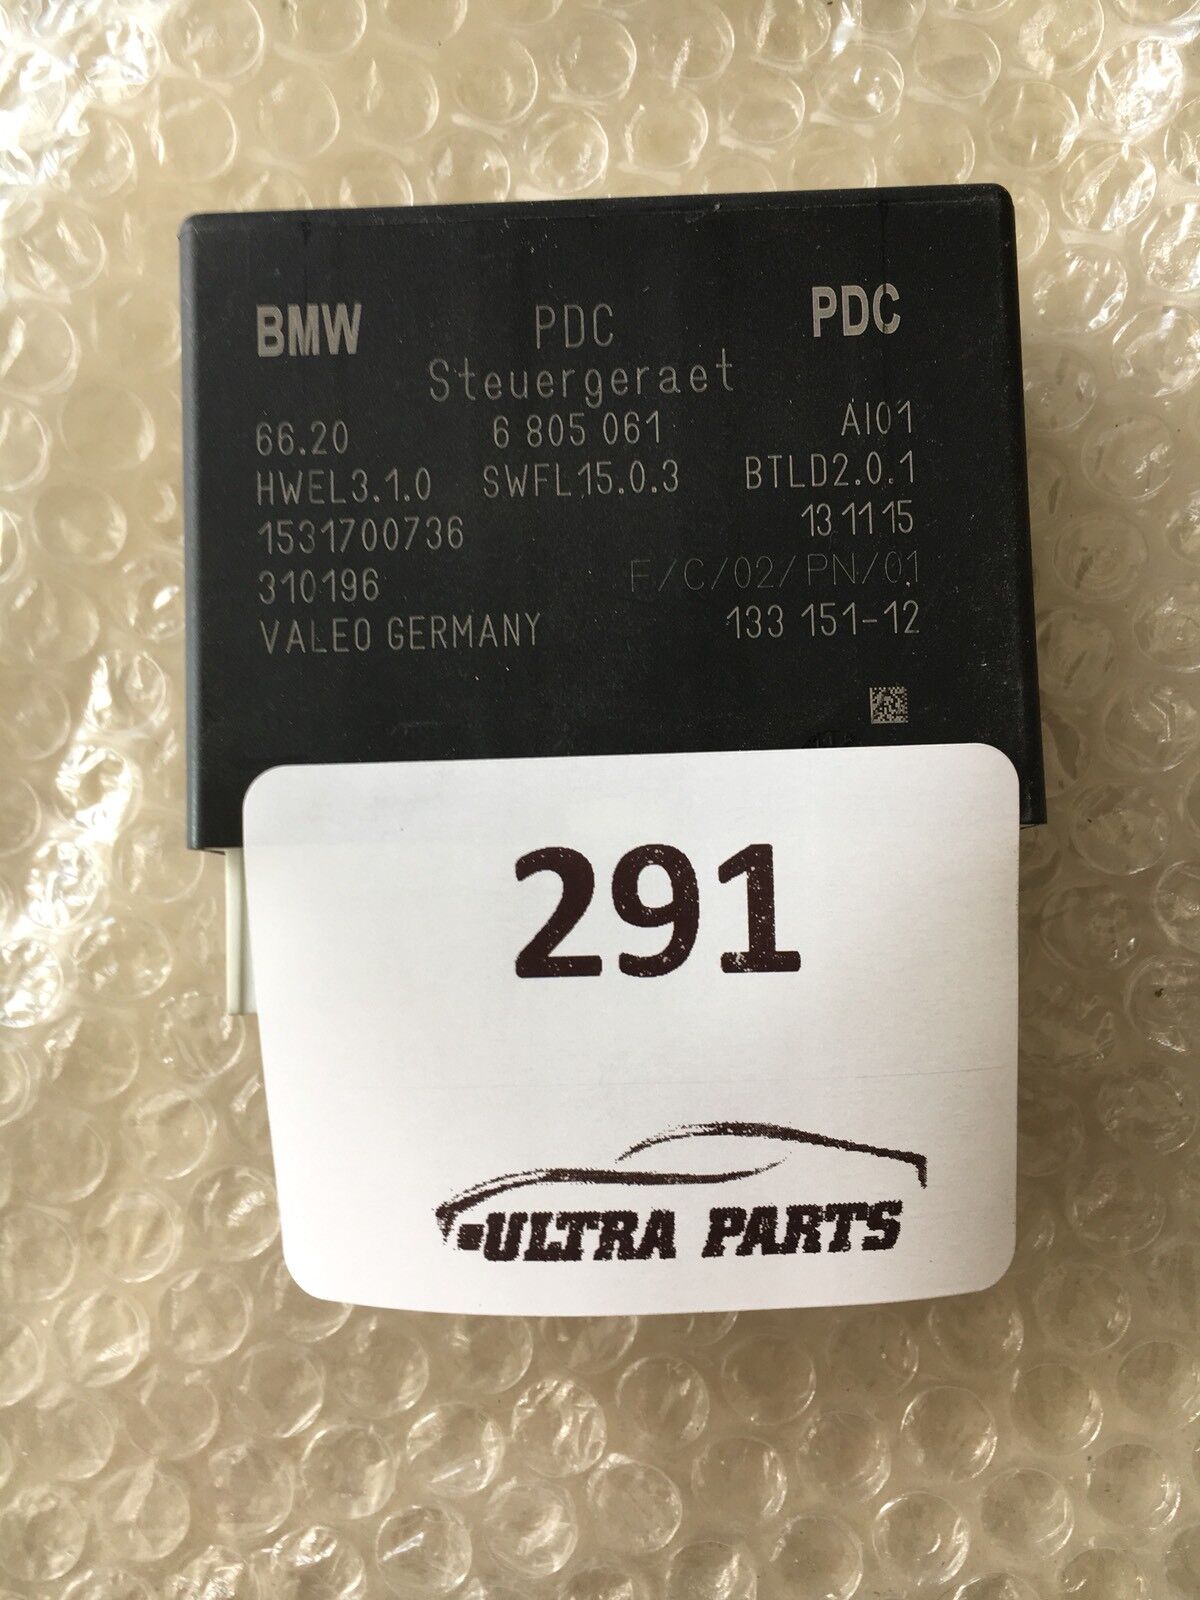 BMW PDC PDC
Steuergeraet
66.20 6 805 061 AI01
HWEL3.1.0 SWFL15.0.3 BTLD2.0.1
1531700736 13 11 15
310196 F/C/02/PN/01
VALEO GERMANY 133 151-12
291
ULTRA PARTS